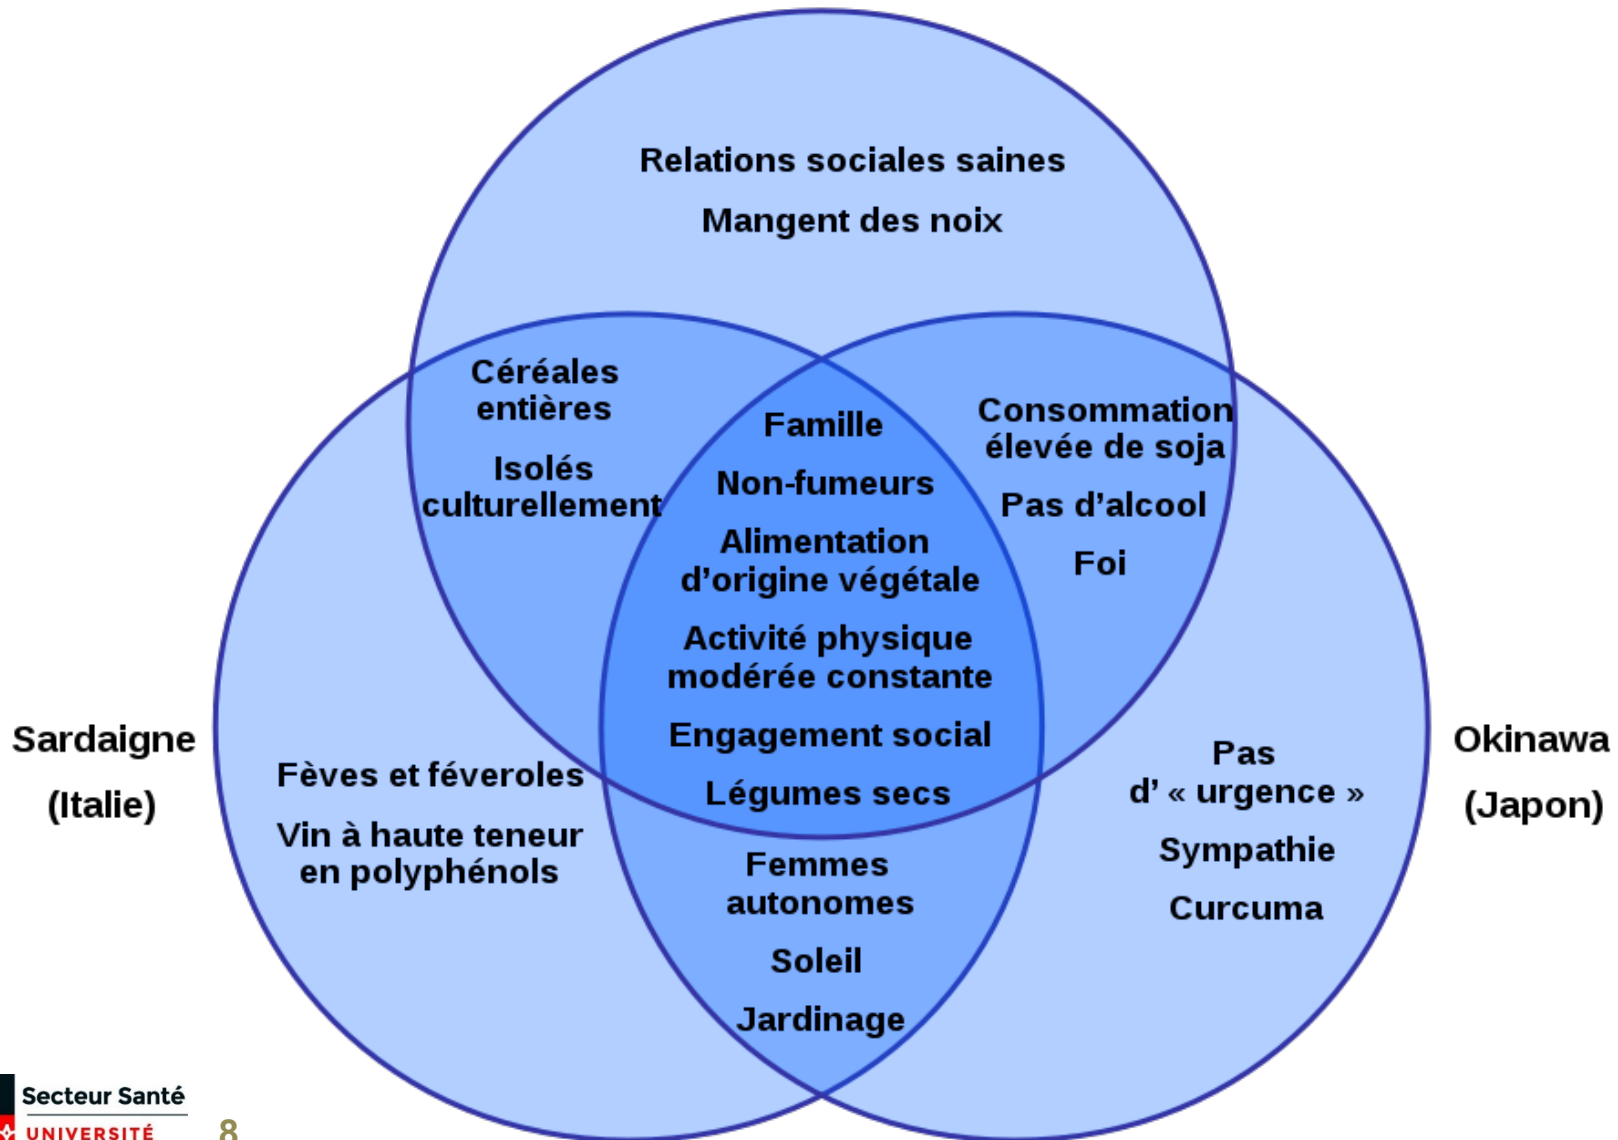 Relations sociales saines
Mangent des noix
Céréales
entières
Isolés
culturellement
Famille
Non-fumeurs
Alimentation
d’origine végétale
Activité physique
modérée constante
Engagement social
Légumes secs
Consommation
élevée de soja
Pas d’alcool
Foi
Sardaigne
(Italie)
Fèves et féveroles
Vin à haute teneur
en polyphénols
Femmes
autonomes
Soleil
Jardinage
Pas
d’ « urgence »
Sympathie
Curcuma
Okinawa
(Japon)
Secteur Santé
UNIVERSITÉ
8